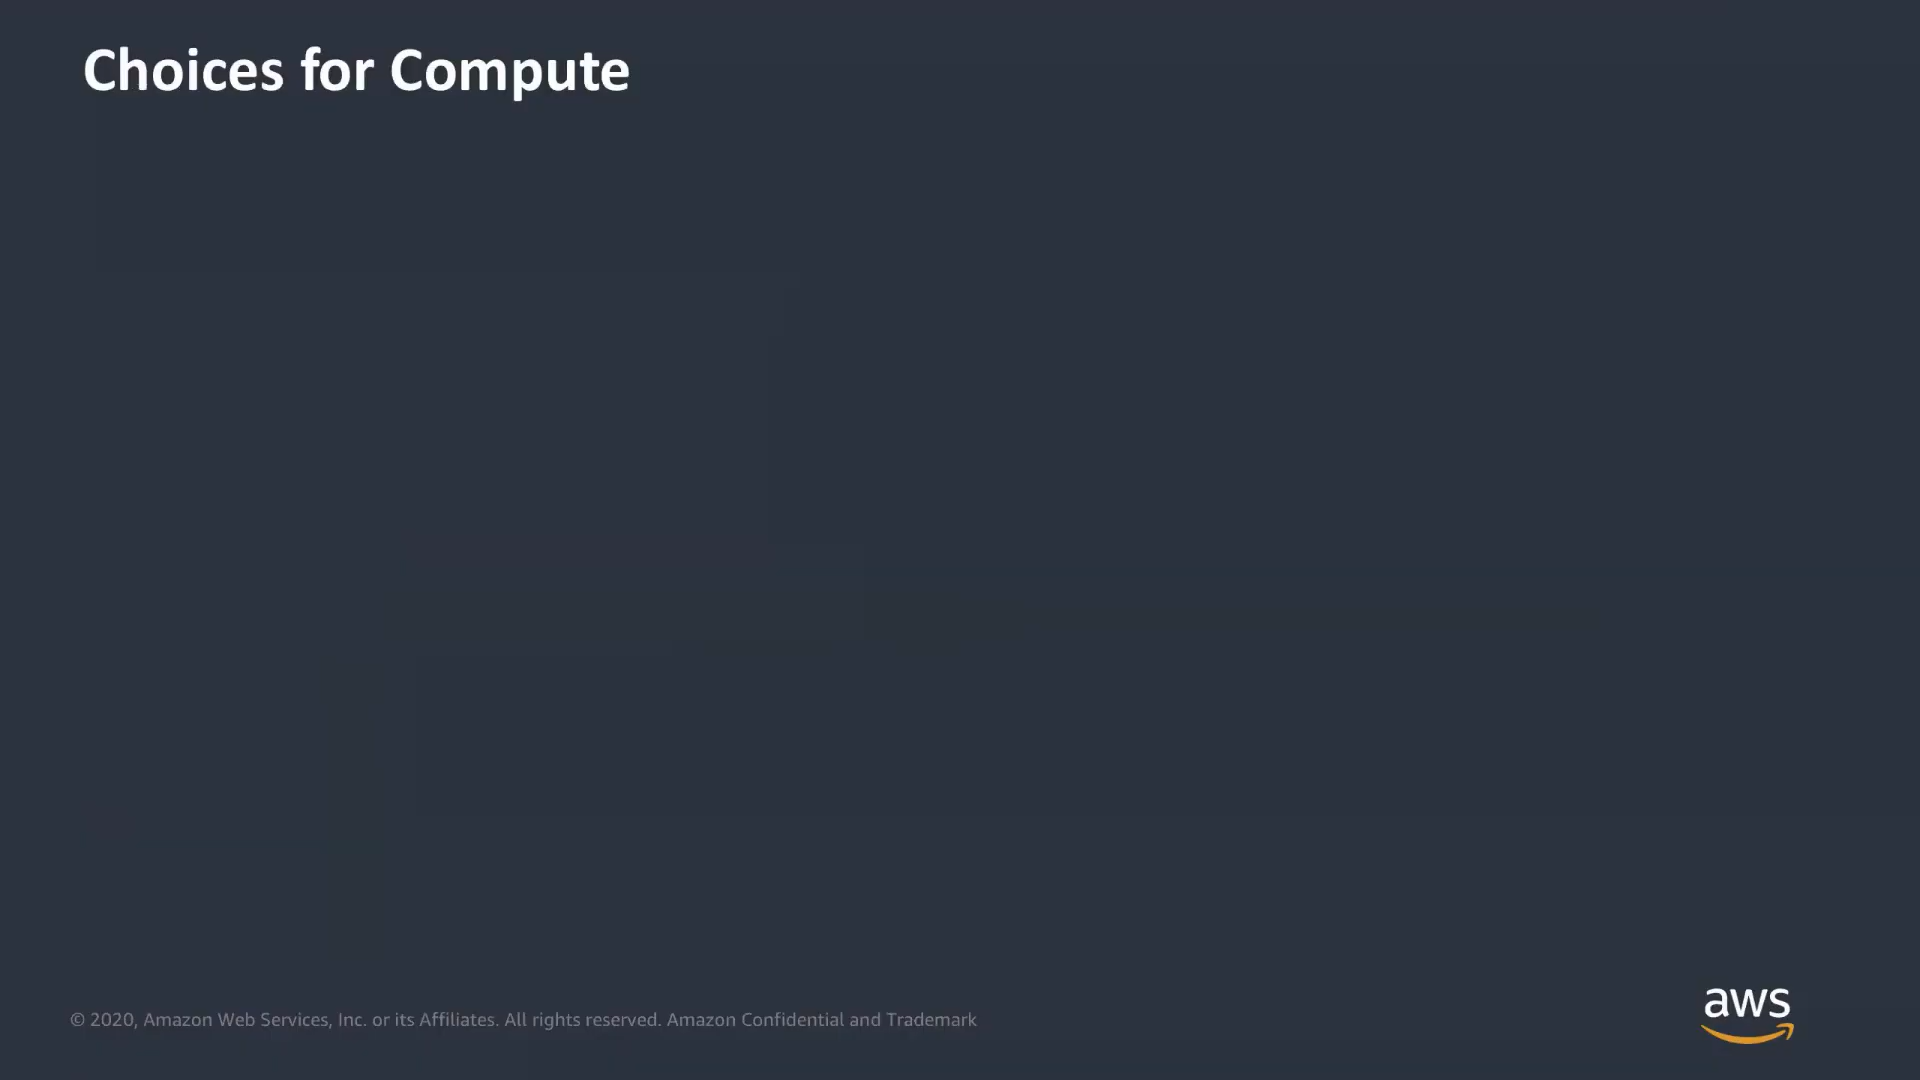 Choices for Compute
© 2020, Amazon Web Services, Inc. or its Affiliates. All rights reserved. Amazon Confidential and Trademark
aws